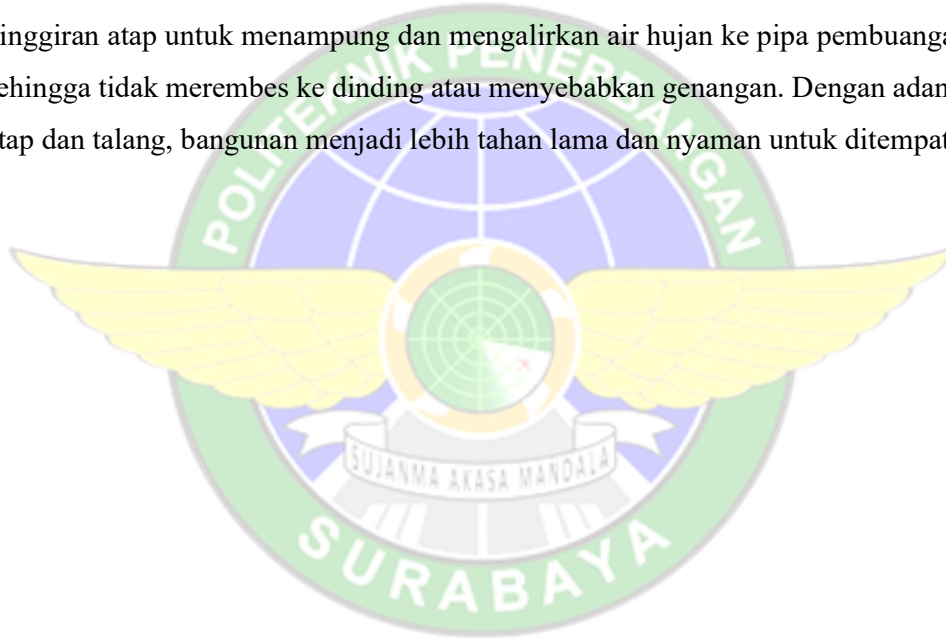 inggiran atap untuk menampung dan mengalirkan air hujan ke pipa pembuanga
ehingga tidak merembes ke dinding atau menyebabkan genangan. Dengan adan
tap dan talang, bangunan menjadi lebih tahan lama dan nyaman untuk ditempat
POLITEKNIK PENERBANGAN
SUJANMA AKASA MANDALA
SURABAYA